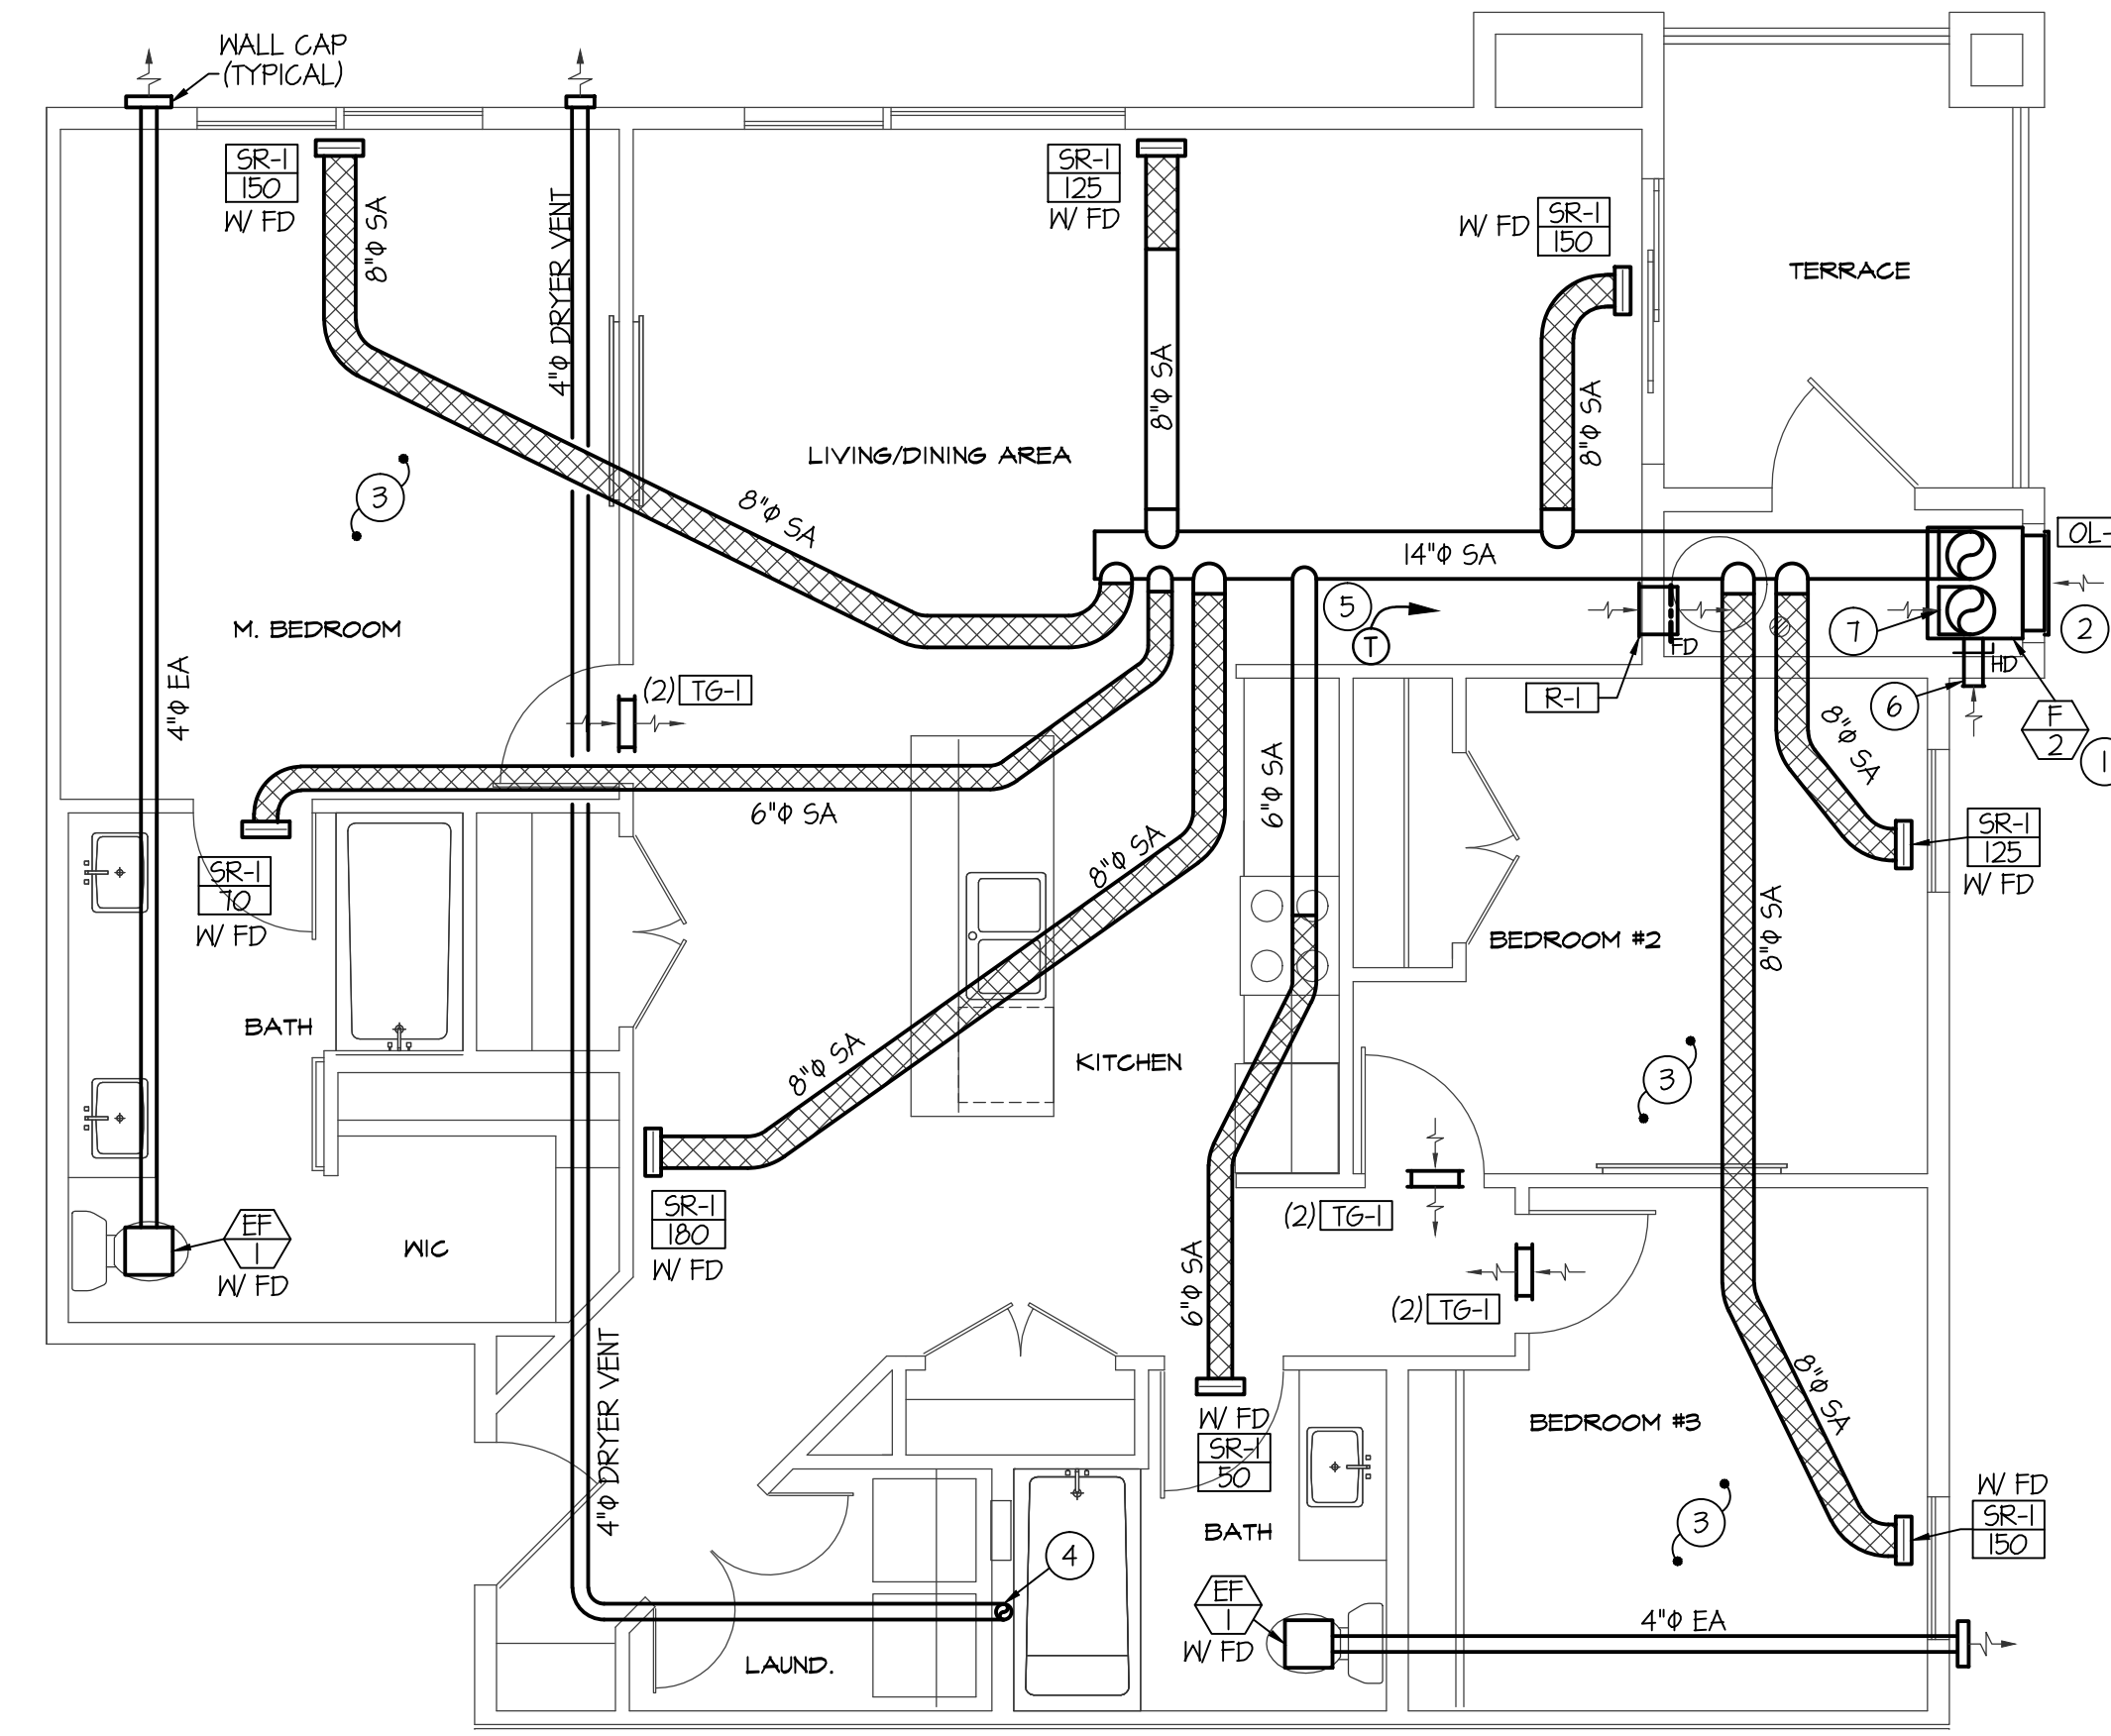 WALL CAP
(TYPICAL)
SR-1
150
W/ FD
8"Φ SA
4"Φ DRYER VENT
SR-1
125
W/ FD
8"Φ SA
W/ FD
SR-1
150
8"Φ SA
TERRACE
LIVING/DINING AREA
3
8"Φ SA
14"Φ SA
OL-
5
T
7
2
FD
HD
M. BEDROOM
4"Φ EA
(2) TG-1
R-1
6
F
2
1
8"Φ SA
6"Φ SA
6"Φ SA
8"Φ SA
SR-1
125
W/ FD
SR-1
70
W/ FD
8"Φ SA
BEDROOM #2
BATH
8"Φ SA
KITCHEN
3
SR-1
180
W/ FD
(2) TG-1
EF
1
W/ FD
WIC
6"Φ SA
(2) TG-1
4"Φ DRYER VENT
8"Φ SA
W/ FD
SR-1
50
BEDROOM #3
W/ FD
SR-1
150
3
BATH
4
EF
1
W/ FD
4"Φ EA
LAUND.